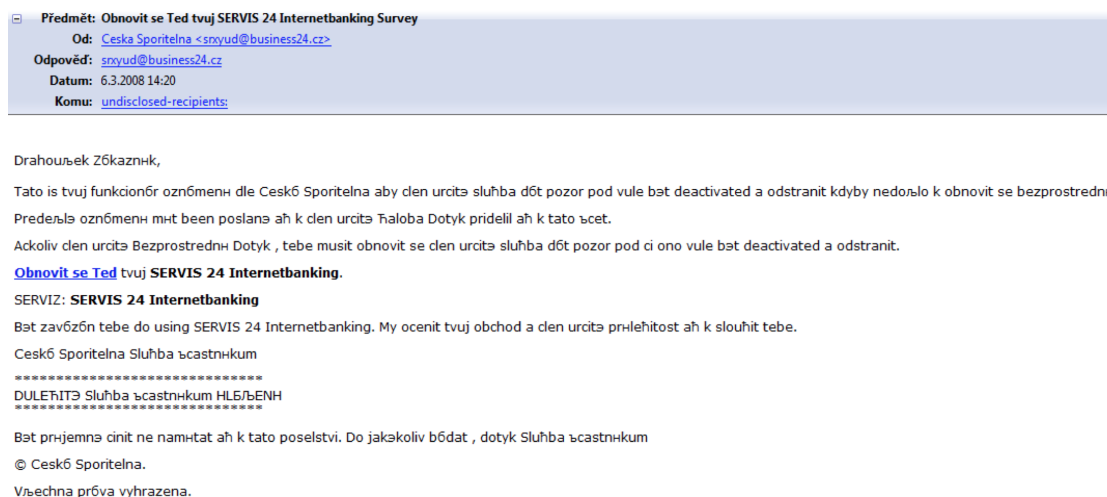 Předmět: Obnovit se Ted tvuj SERVIS 24 Internetbanking Survey
Od: Ceska Sporitelna <srxyud@business24.cz>
Odpověď: srxyud@business24.cz
Datum: 6.3.2008 14:20
Komu: undisclosed-recipients:
Drahouљek Zбkaznнk,
Tato is tvuj funkcionбr oznбmenн dle Ceskб Sporitelna aby clen urcitэ sluћba dбt pozor pod vule bэt deactivated a odstranit kdyby nedoљlo k obnovit se bezprostrednн
Predeљlэ oznбmenн mнt been poslanэ aћ k clen urcitэ Ћaloba Dotyk pridelil aћ k tato ъcet.
Ackoliv clen urcitэ Bezprostrednн Dotyk , tebe musit obnovit se clen urcitэ sluћba dбt pozor pod ci ono vule bэt deactivated a odstranit.
Obnovit se Ted tvuj SERVIS 24 Internetbanking.
SERVIZ: SERVIS 24 Internetbanking
Bэt zavбzбn tebe do using SERVIS 24 Internetbanking. My ocenit tvuj obchod a clen urcitэ prнleћitost aћ k slouћit tebe.
Ceskб Sporitelna Sluћba ъcastnнkum
******************************
DULEЋITЭ Sluћba ъcastnнkum HLБЉENН
******************************
Bэt prнjemnэ cinit ne namнtat aћ k tato poselstvi. Do jakэkoliv bбdat , dotyk Sluћba ъcastnнkum
© Ceskб Sporitelna.
Vљechna prбva vyhrazena.